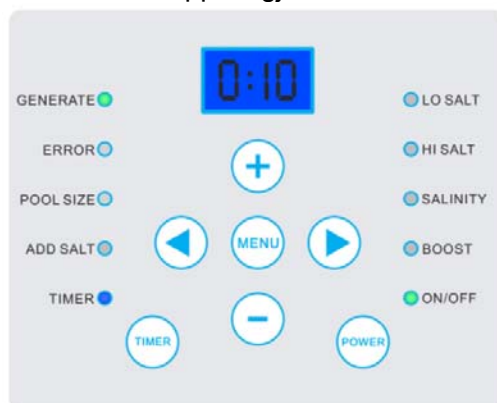 0:10
GENERATE
LO SALT
ERROR
HI SALT
POOL SIZE
SALINITY
ADD SALT
MENU
BOOST
TIMER
ON/OFF
TIMER
POWER